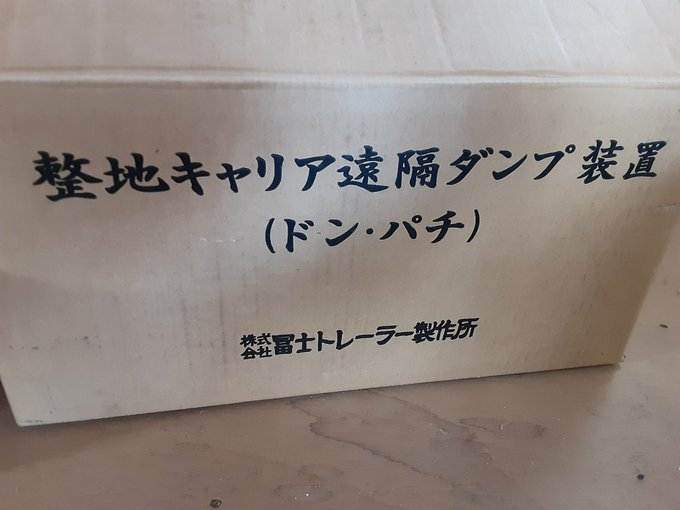 整地キャリア遠隔ダンプ装置
(ドン・パチ)
株式会社冨士トレーラー製作所